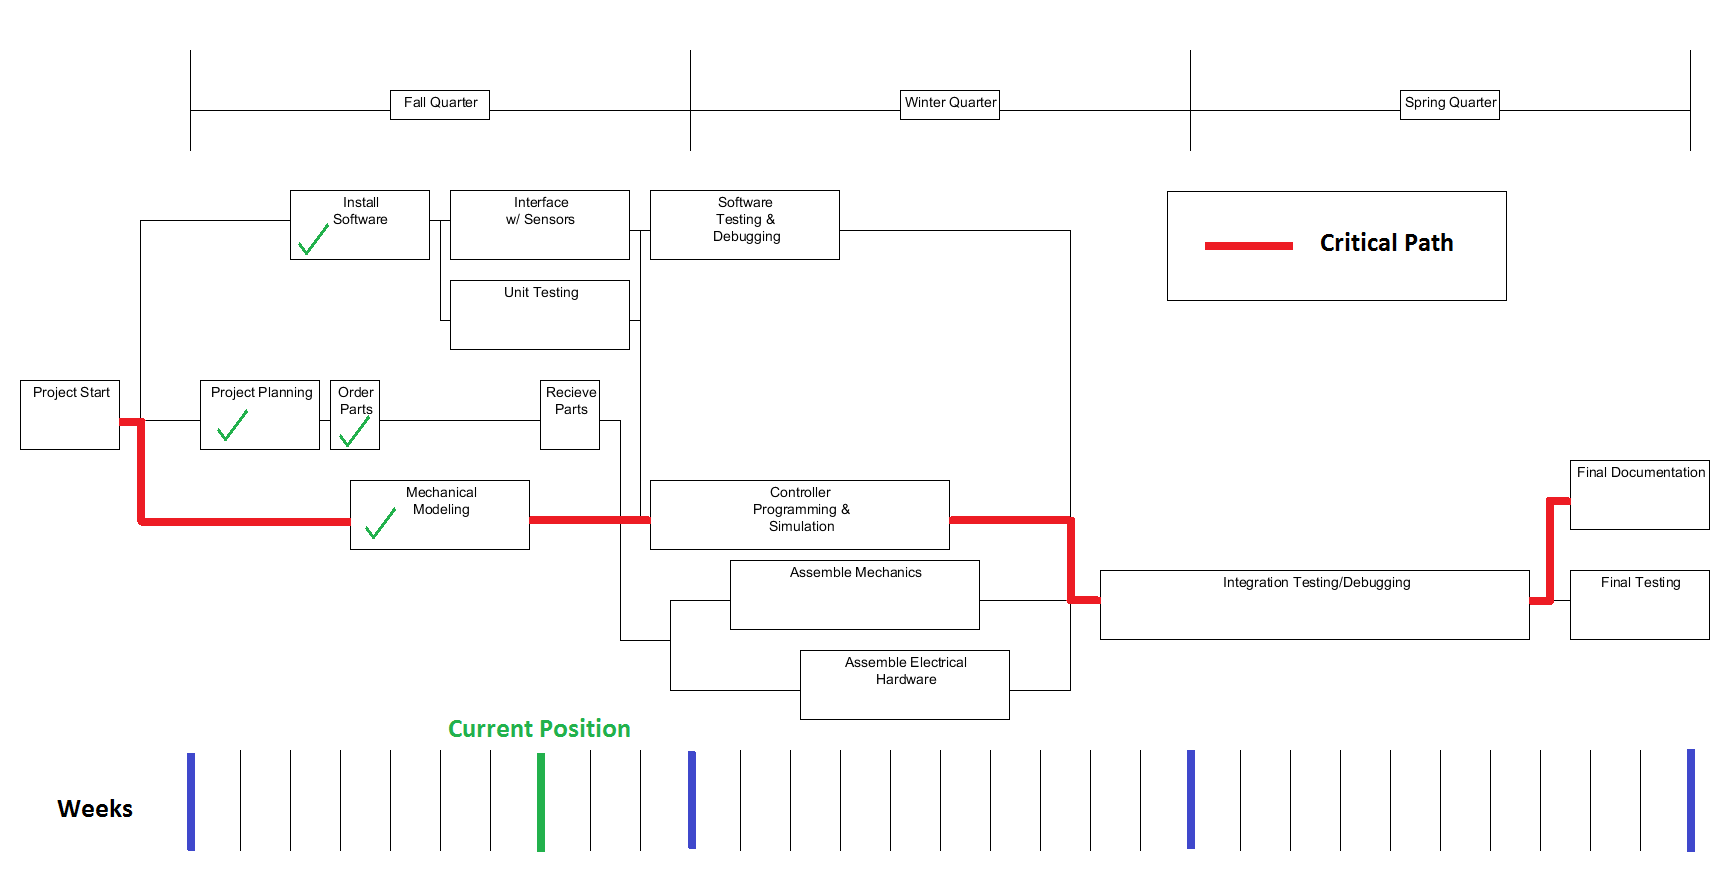 Fall Quarter
Winter Quarter
Spring Quarter
Install
Software
Interface
w/ Sensors
Software
Testing &
Debugging
Critical Path
Unit Testing
Project Start
Project Planning
Order
Parts
Recieve
Parts
Mechanical
Modeling
Controller
Programming &
Simulation
Final Documentation
Assemble Mechanics
Integration Testing/Debugging
Final Testing
Assemble Electrical
Hardware
Current Position
Weeks